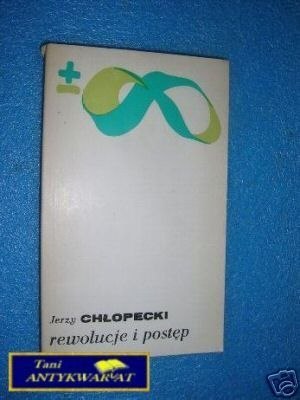 ±
Jerzy CHŁOPECKI
rewolucje i postęp
Tani
ANTYKWARIAT